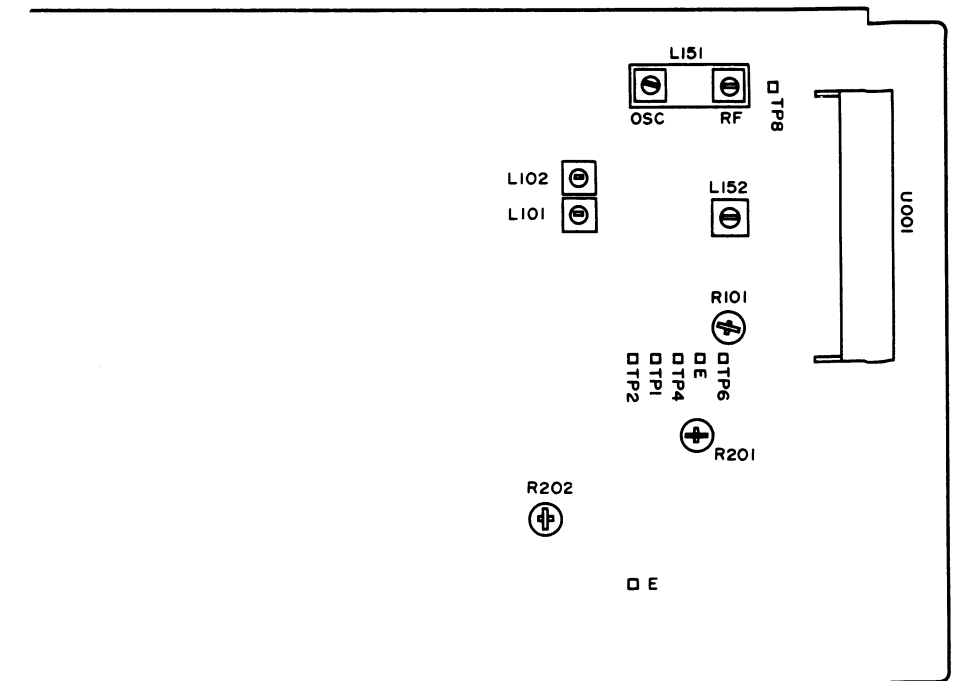 L151
OSC
RF
TP8
L102
L101
L152
U001
R101
TP2
TP1
TP4
E
TP6
R201
R202
E